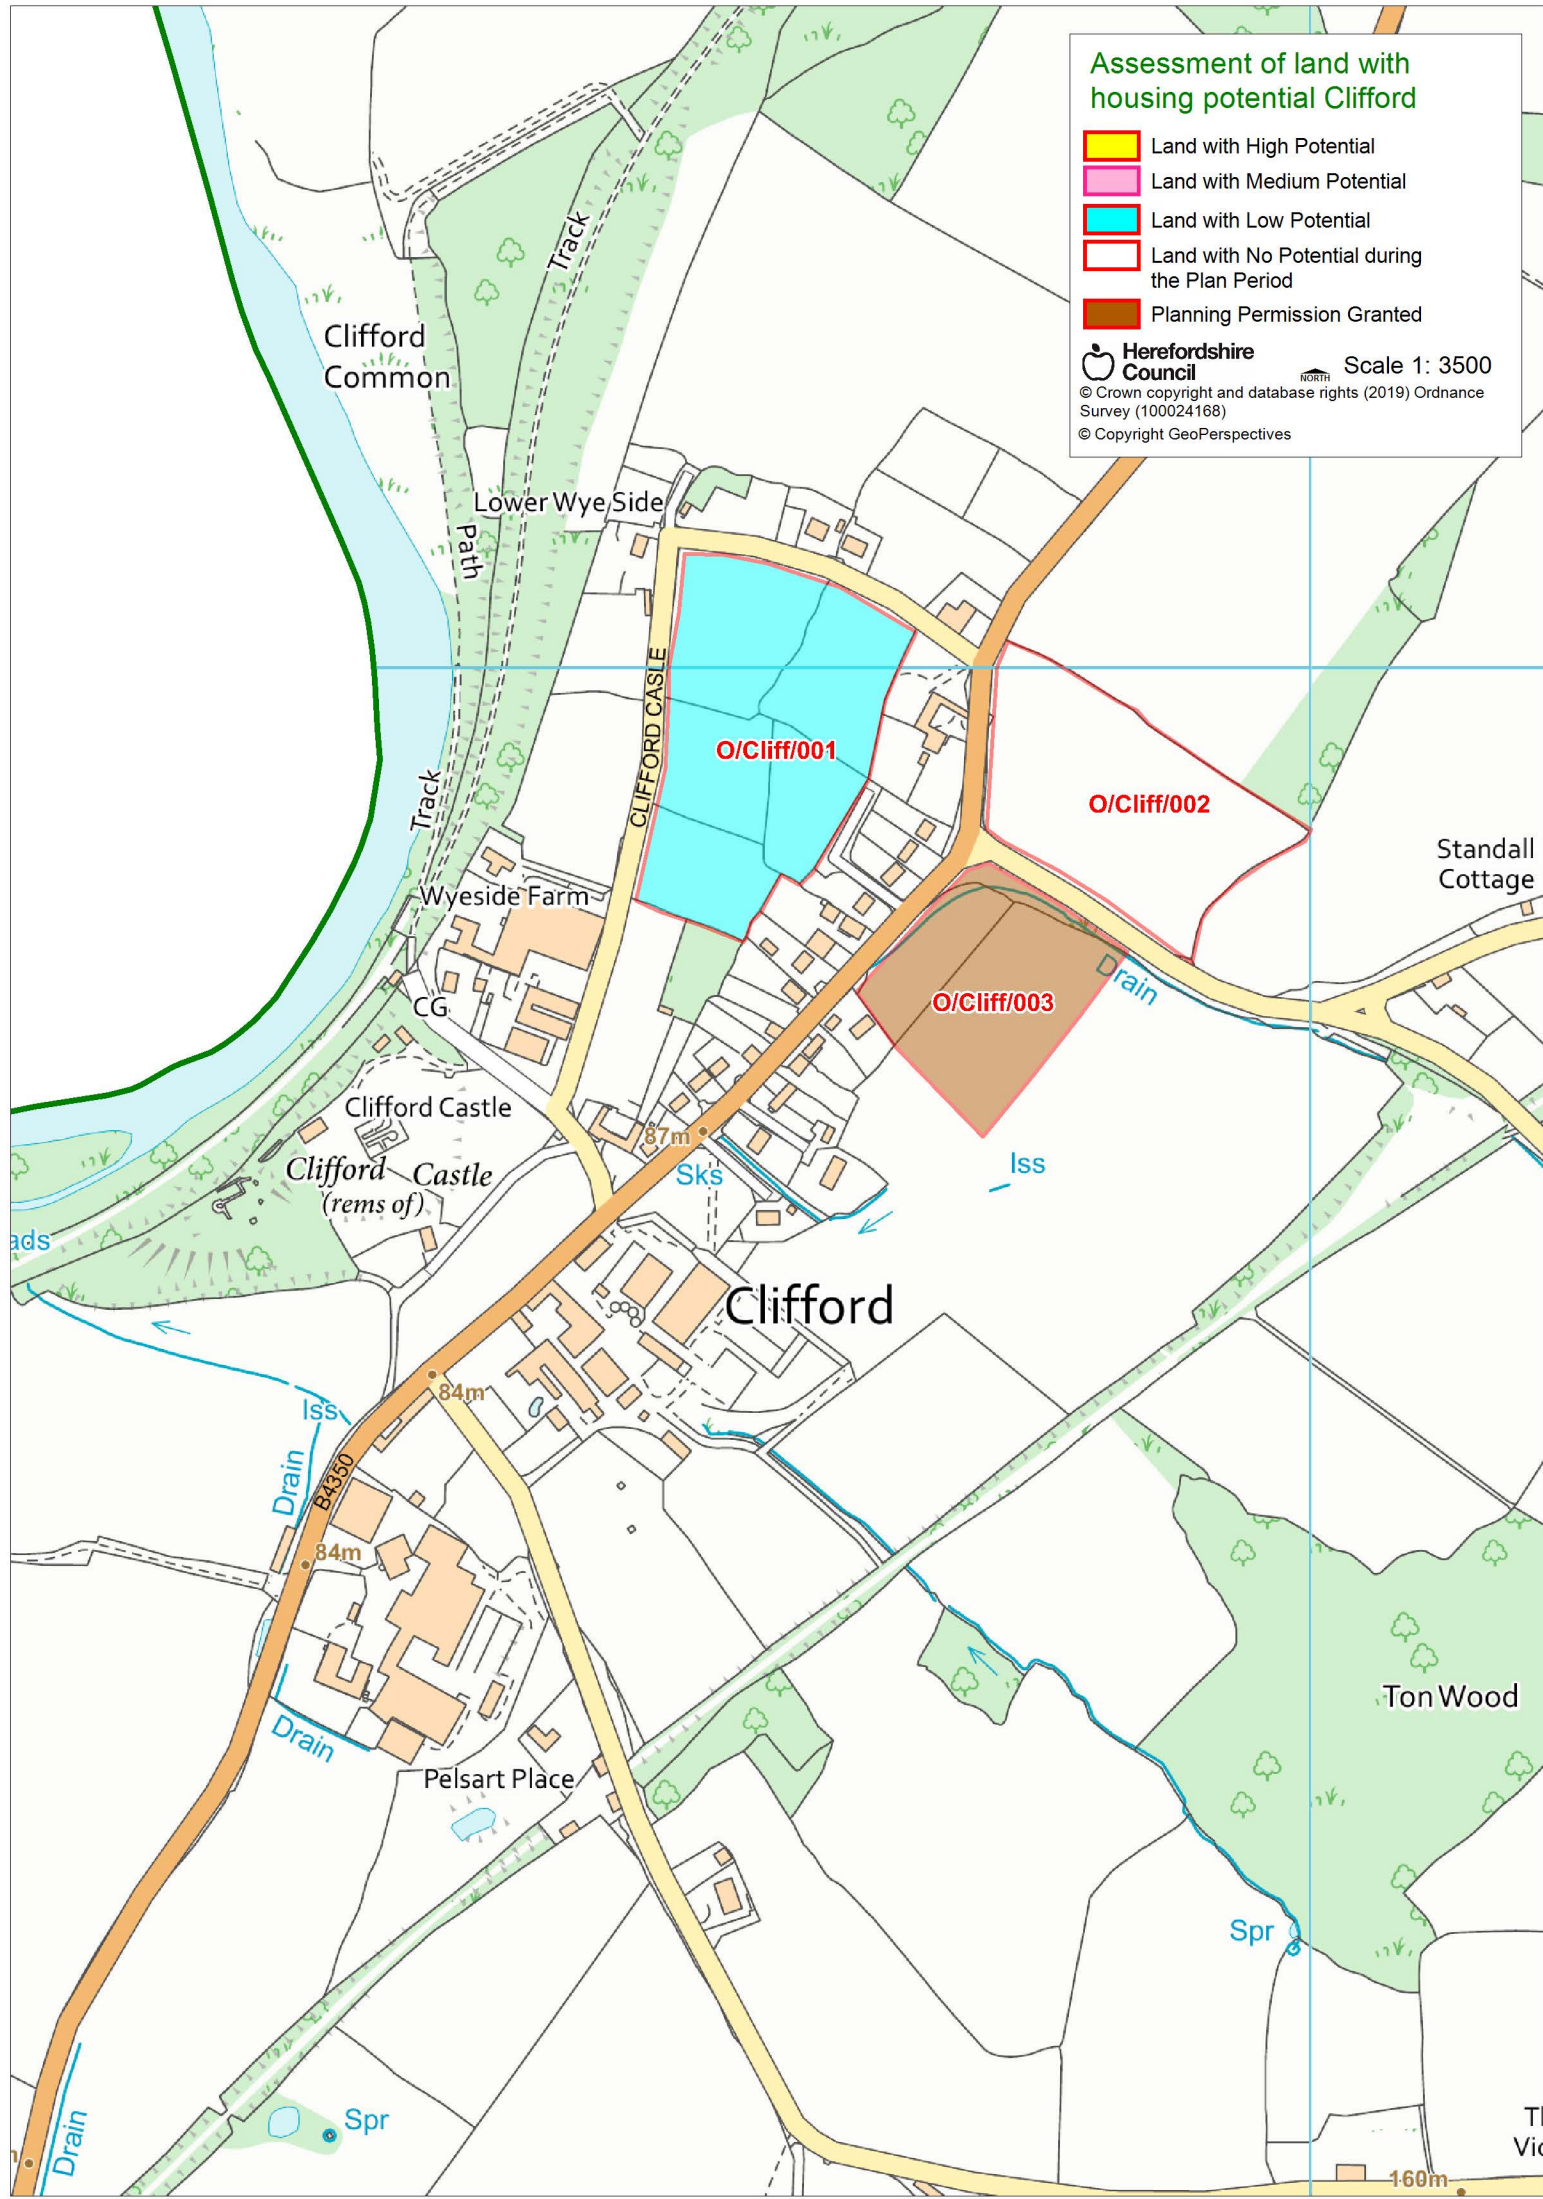 Assessment of land with
housing potential Clifford
Land with High Potential
Land with Medium Potential
Land with Low Potential
Land with No Potential during
the Plan Period
Planning Permission Granted
Herefordshire
Council
NORTH
Scale 1: 3500
© Crown copyright and database rights (2019) Ordnance
Survey (100024168)
© Copyright GeoPerspectives
Track
Clifford
Common
Lower Wye Side
Path
CLIFFORD CASLE
O/Cliff/001
O/Cliff/002
Track
Standall
Cottage
Wyeside Farm
Drain
O/Cliff/003
CG
Clifford Castle
87m
Clifford Castle
(rems of)
Sks
Iss
ads
Clifford
84m
Iss
Drain
B4350
84m
Ton Wood
Drain
Pelsart Place
Spr
Spr
Drain
160m